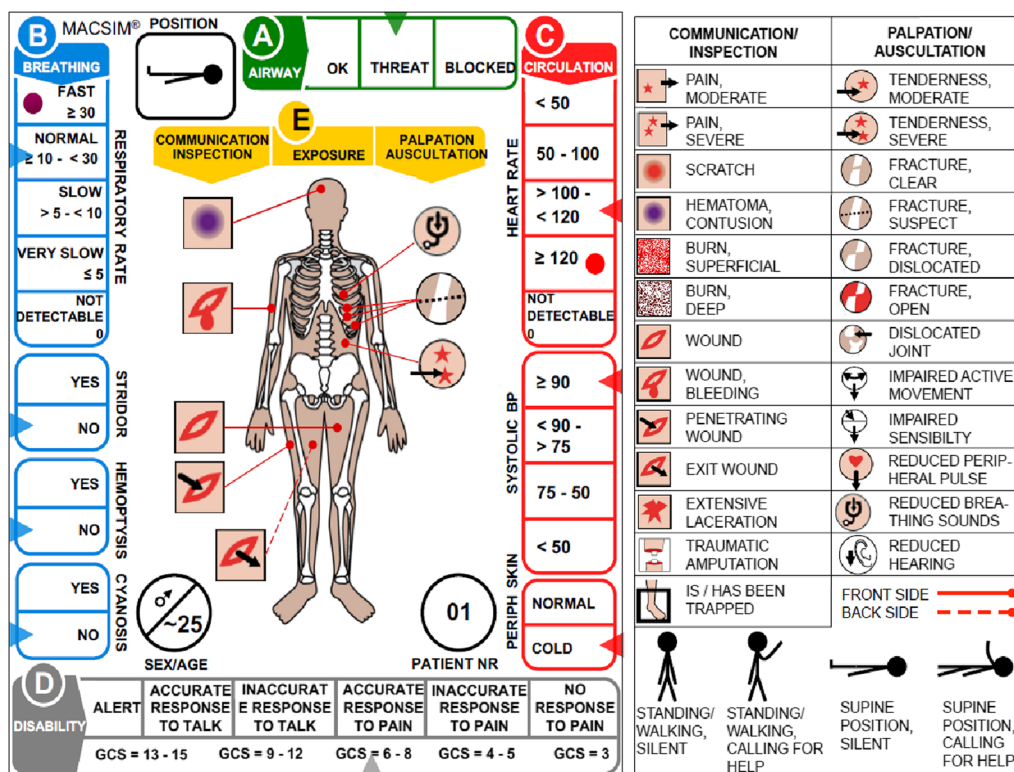 B
MACSIM®
POSITION
A
AIRWAY
OK
THREAT
BLOCKED
C
CIRCULATION
BREATHING
FAST
≥ 30
NORMAL
≥ 10 - < 30
SLOW
> 5 - < 10
VERY SLOW
≤ 5
NOT
DETECTABLE
0
RESPIRATORY RATE
YES
NO
STRIDOR
YES
NO
HEMOPTYSIS
YES
NO
CYANOSIS
E
COMMUNICATION
INSPECTION
EXPOSURE
PALPATION
AUSCULTATION
♂
~25
SEX/AGE
01
PATIENT NR
HEART RATE
< 50
50 - 100
> 100 -
< 120
≥ 120
NOT
DETECTABLE
0
SYSTOLIC BP
≥ 90
< 90 -
> 75
75 - 50
< 50
PERIPH SKIN
NORMAL
COLD
D
DISABILITY
ALERT
ACCURATE
RESPONSE
TO TALK
INACCURAT
E RESPONSE
TO TALK
ACCURATE
RESPONSE
TO PAIN
INACCURATE
RESPONSE
TO PAIN
NO
RESPONSE
TO PAIN
GCS = 13 - 15
GCS = 9 - 12
GCS = 6 - 8
GCS = 4 - 5
GCS = 3
COMMUNICATION/
INSPECTION
PALPATION/
AUSCULTATION
PAIN,
MODERATE
TENDERNESS,
MODERATE
PAIN,
SEVERE
TENDERNESS,
SEVERE
SCRATCH
FRACTURE,
CLEAR
HEMATOMA,
CONTUSION
FRACTURE,
SUSPECT
BURN,
SUPERFICIAL
FRACTURE,
DISLOCATED
BURN,
DEEP
FRACTURE,
OPEN
WOUND
DISLOCATED
JOINT
WOUND,
BLEEDING
IMPAIRED ACTIVE
MOVEMENT
PENETRATING
WOUND
IMPAIRED
SENSIBILTY
EXIT WOUND
REDUCED PERIP-
HERAL PULSE
EXTENSIVE
LACERATION
REDUCED BREA-
THING SOUNDS
TRAUMATIC
AMPUTATION
REDUCED
HEARING
IS / HAS BEEN
TRAPPED
FRONT SIDE
BACK SIDE
STANDING/
WALKING,
SILENT
STANDING/
WALKING,
CALLING FOR
HELP
SUPINE
POSITION,
SILENT
SUPINE
POSITION,
CALLING
FOR HELP